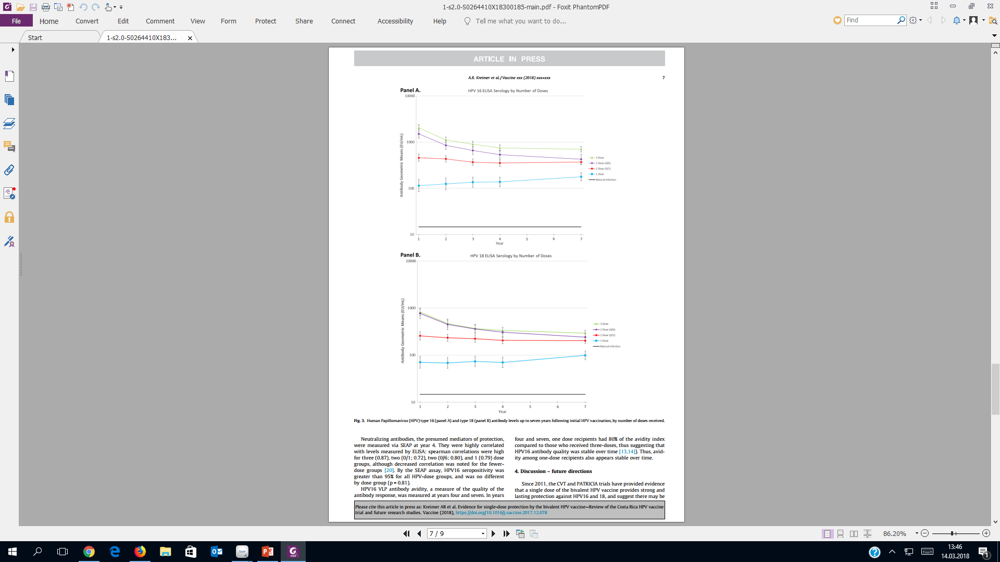 1-s2.0-S0264410X18300185-main.pdf - Foxit PhantomPDF
File Home Convert Edit Comment View Form Protect Share Connect Accessibility Help Tell me what you want to do... Find
Start 1-s2.0-S0264410X183...
ARTICLE IN PRESS
A.R. Kreimer et al. / Vaccine xxx (2018) xxx–xxx 7
Panel A.
HPV 16 ELISA Serology by Number of Doses
Antibody Geometric Means (EU/mL)
10000
1000
100
10
1 2 3 4 5 6 7
Year
3 Dose
2 Dose (0/6)
2 Dose (0/1)
1 Dose
Natural Infection
Panel B.
HPV 18 ELISA Serology by Number of Doses
Antibody Geometric Means (EU/mL)
10000
1000
100
10
1 2 3 4 5 6 7
Year
3 Dose
2 Dose (0/6)
2 Dose (0/1)
1 Dose
Natural Infection
Fig. 3. Human Papillomavirus (HPV) type 16 (panel A) and type 18 (panel B) antibody levels up to seven years following initial HPV vaccination, by number of doses received.
Neutralizing antibodies, the presumed mediators of protection,
were measured via SEAP at year 4. They were highly correlated
with levels measured by ELISA: spearman correlations were high
for three (0.87), two (0/1; 0.72), two (0/6; 0.80), and 1 (0.79) dose
groups, although decreased correlation was noted for the fewer-
dose groups [20]. By the SEAP assay, HPV16 seropositivity was
greater than 95% for all HPV-dose groups, and was no different
by dose group (p = 0.81).
HPV16 VLP antibody avidity, a measure of the quality of the
antibody response, was measured at years four and seven. In years
four and seven, one dose recipients had 80% of the avidity index
compared to those who received three-doses, thus suggesting that
HPV16 antibody quality was stable over time [13,14]). Thus, avid-
ity among one-dose recipients also appears stable over time.
4. Discussion – future directions
Since 2011, the CVT and PATRICIA trials have provided evidence
that a single dose of the bivalent HPV vaccine provides strong and
lasting protection against HPV16 and 18, and suggest there may be
Please cite this article in press as: Kreimer AR et al. Evidence for single-dose protection by the bivalent HPV vaccine—Review of the Costa Rica HPV vaccine
trial and future research studies. Vaccine (2018), https://doi.org/10.1016/j.vaccine.2017.12.078
7 / 9
86.20%
13:46
14.03.2018
1